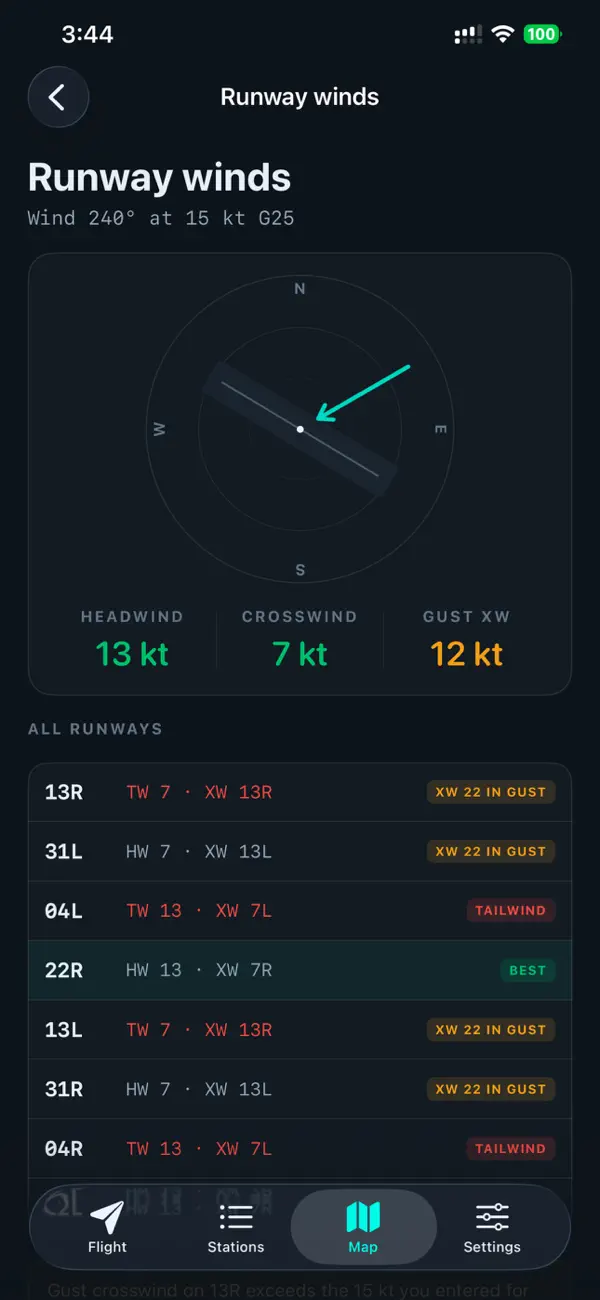 3:44
100
Runway winds
Runway winds
Wind 240° at 15 kt G25
N
W
E
S
HEADWIND
CROSSWIND
GUST XW
13 kt
7 kt
12 kt
ALL RUNWAYS
13R TW 7 · XW 13R XW 22 IN GUST
31L HW 7 · XW 13L XW 22 IN GUST
04L TW 13 · XW 7L TAILWIND
22R HW 13 · XW 7R BEST
13L TW 7 · XW 13R XW 22 IN GUST
31R HW 7 · XW 13L XW 22 IN GUST
04R TW 13 · XW 7L TAILWIND
Flight
Stations
Map
Settings
Gust crosswind on 13R exceeds the 15 kt you entered for